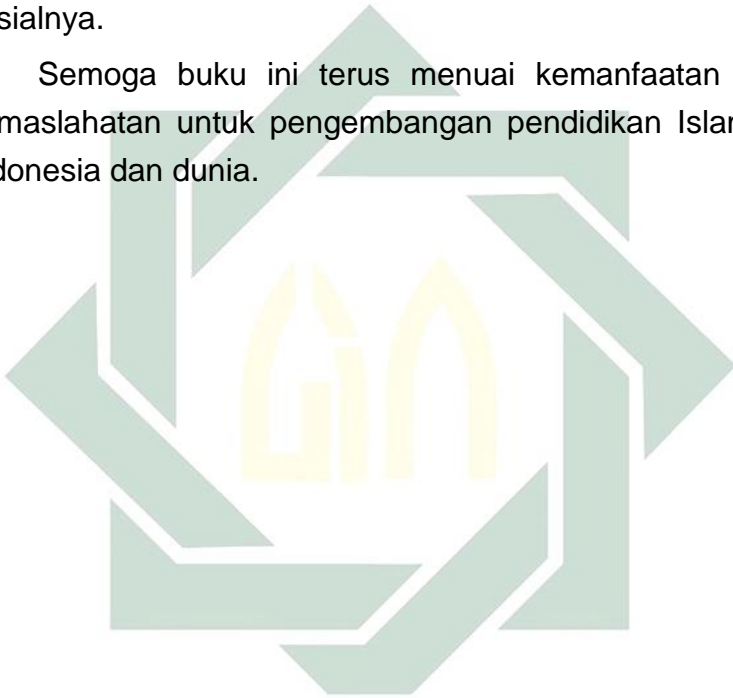 sialnya.
Semoga buku ini terus menuai kemanfaatan
maslahatan untuk pengembangan pendidikan Islar
donesia dan dunia.